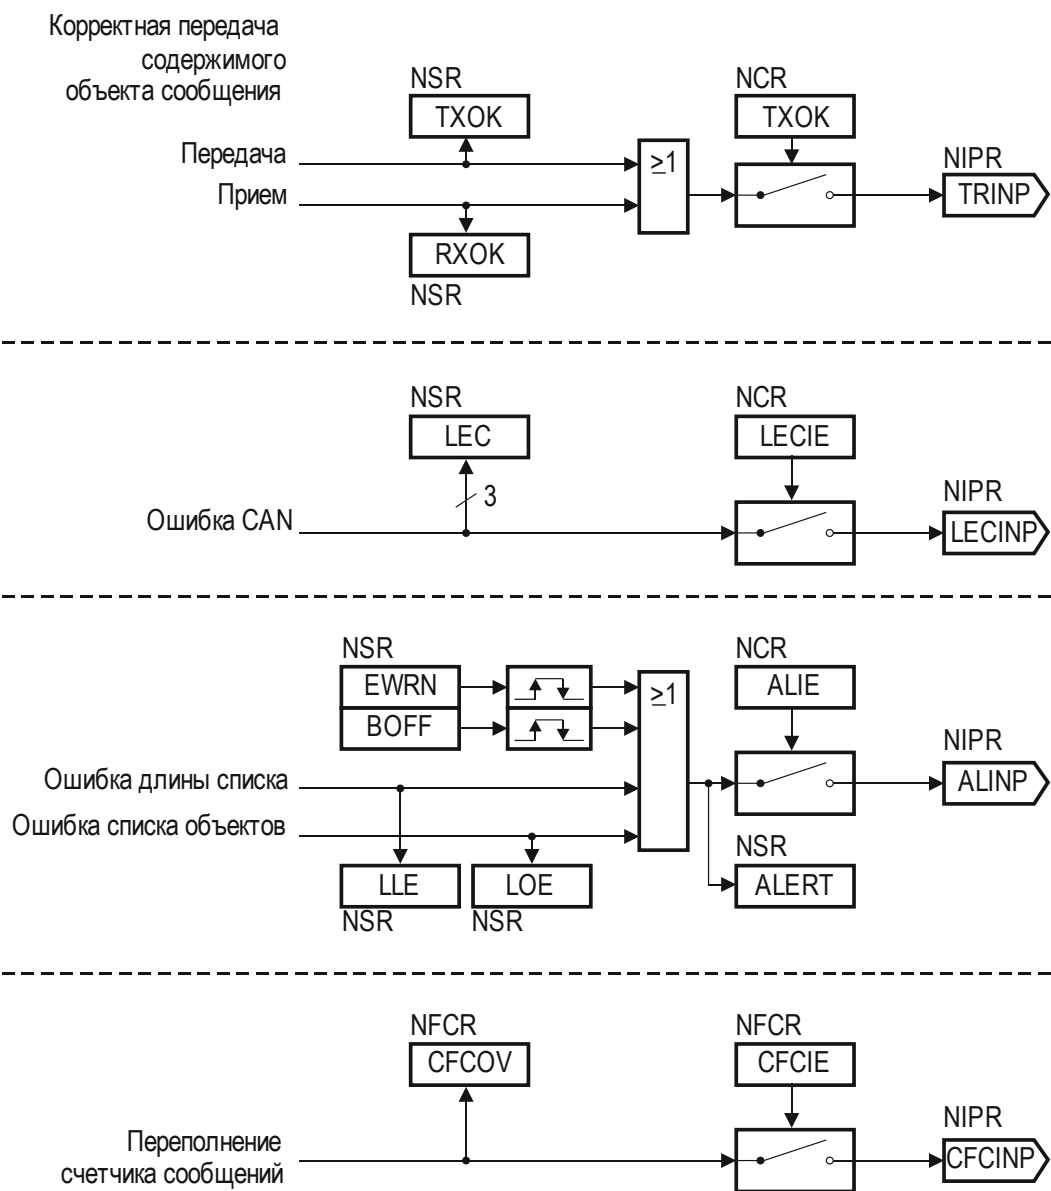 Корректная передача
содержимого
объекта сообщения
NSR
TXOK
NCR
TXOK
Передача
Прием
≥1
NIPR
TRINP
RXOK
NSR
NSR
LEC
NCR
LECIE
3
Ошибка CAN
NIPR
LECINP
NSR
EWRN
BOFF
≥1
NCR
ALIE
NIPR
ALINP
Ошибка длины списка
Ошибка списка объектов
LLE
NSR
LOE
NSR
NSR
ALERT
NFCR
CFCOV
NFCR
CFCIE
Переполнение
счетчика сообщений
NIPR
CFCINP